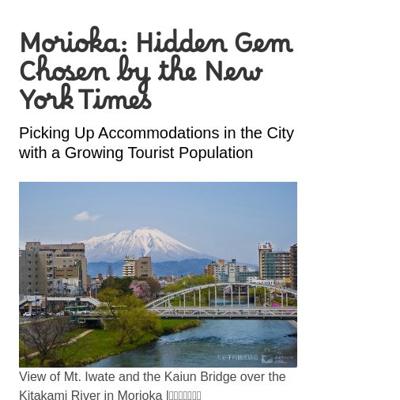 Morioka: Hidden Gem
Chosen by the New
York Times
Picking Up Accommodations in the City
with a Growing Tourist Population
View of Mt. Iwate and the Kaiun Bridge over the
Kitakami River in Morioka |